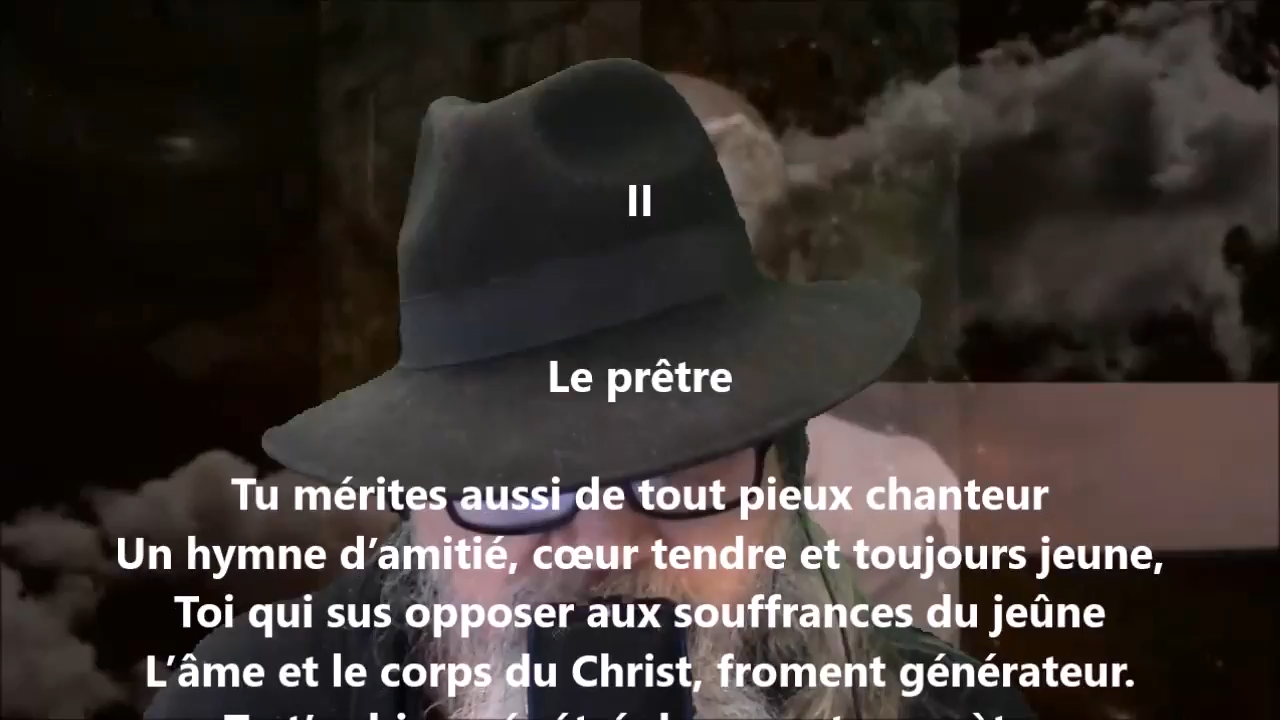 II
Le prêtre
Tu mérites aussi de tout pieux chanteur
Un hymne d’amitié, cœur tendre et toujours jeune,
Toi qui sus opposer aux souffrances du jeûne
L’âme et le corps du Christ, froment générateur.